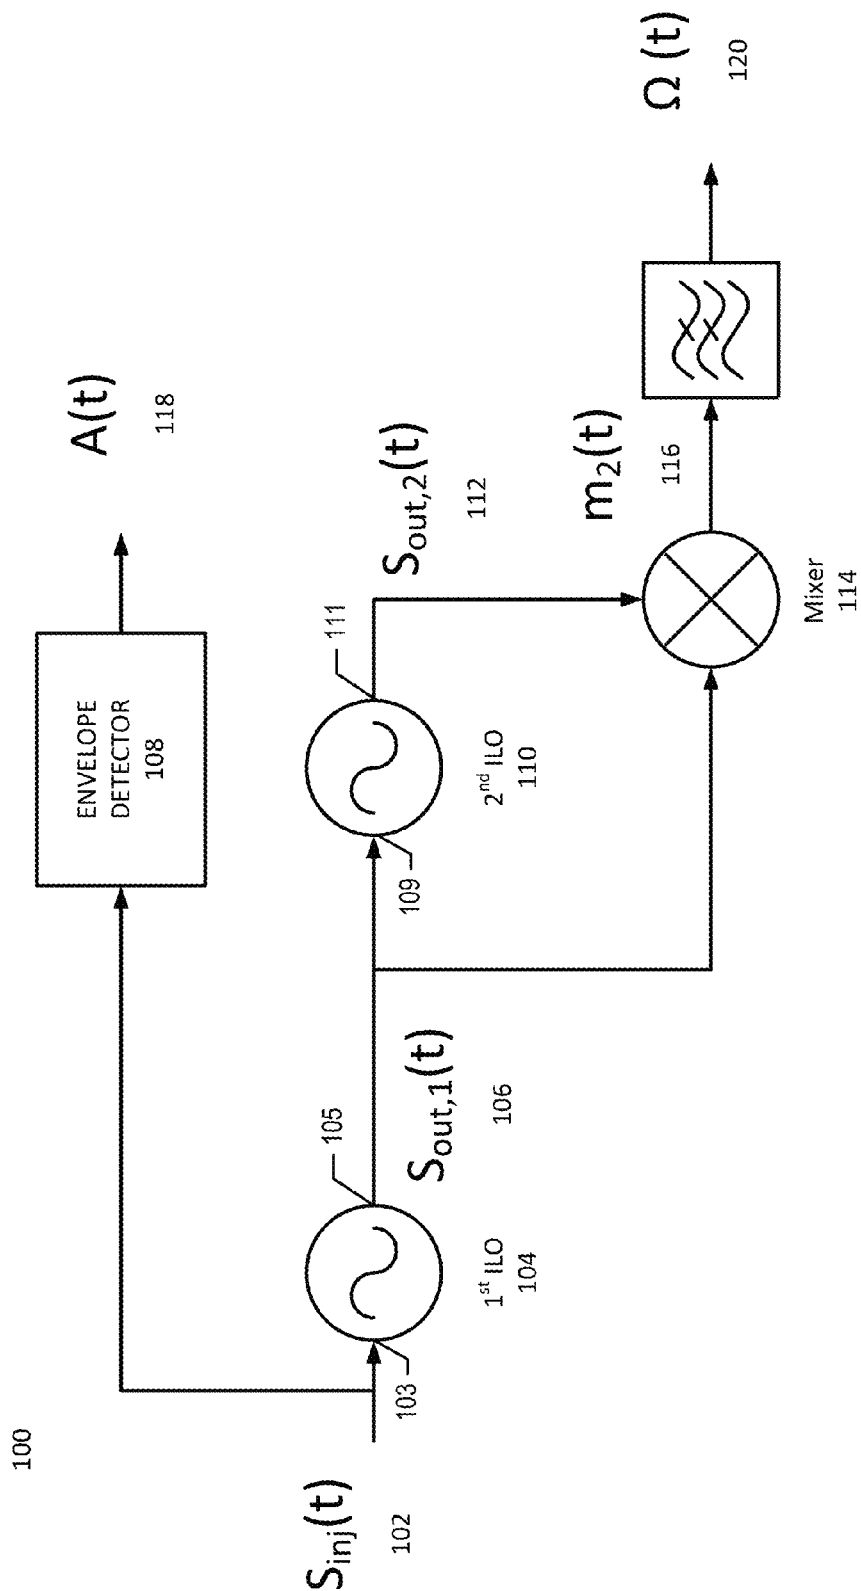 100
S_inj(t)
102
103
1st ILO
104
105
S_out,1(t)
106
ENVELOPE
DETECTOR
108
A(t)
118
109
2nd ILO
110
111
S_out,2(t)
112
Mixer
114
m_2(t)
116
Ω (t)
120